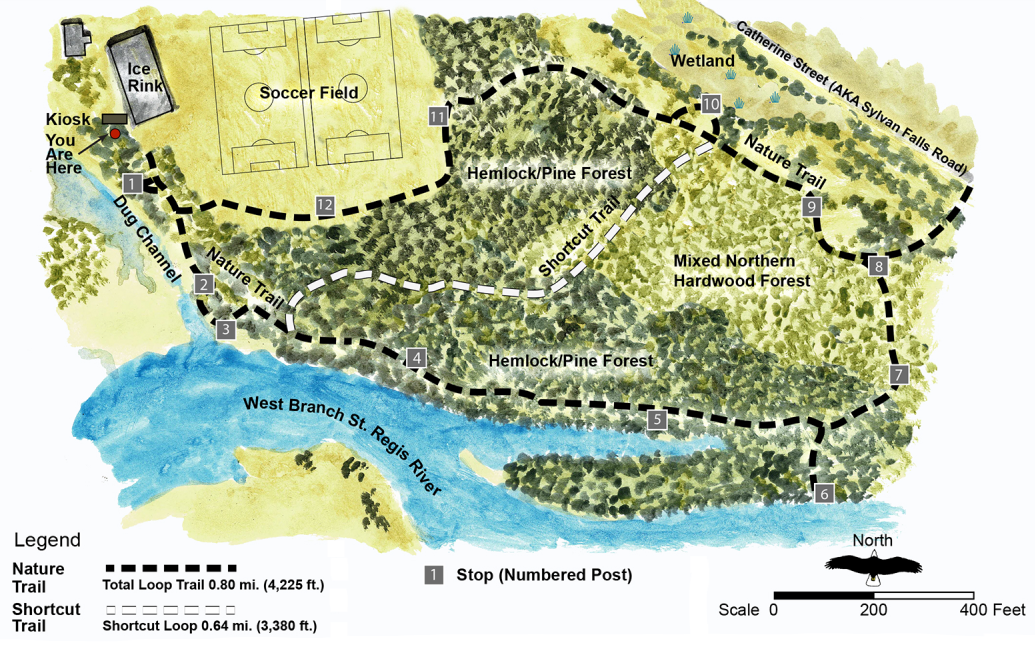 Ice
Rink
Soccer Field
Kiosk
You
Are
Here
1
Dug Channel
2
Nature Trail
3
4
5
6
7
8
9
10
11
12
Wetland
Catherine Street (AKA Sylvan Falls Road)
Nature Trail
Hemlock/Pine Forest
Shortcut Trail
Mixed Northern
Hardwood Forest
Hemlock/Pine Forest
West Branch St. Regis River
Legend
Nature
Trail
Total Loop Trail 0.80 mi. (4,225 ft.)
Shortcut
Trail
Shortcut Loop 0.64 mi. (3,380 ft.)
1 Stop (Numbered Post)
North
Scale 0 200 400 Feet